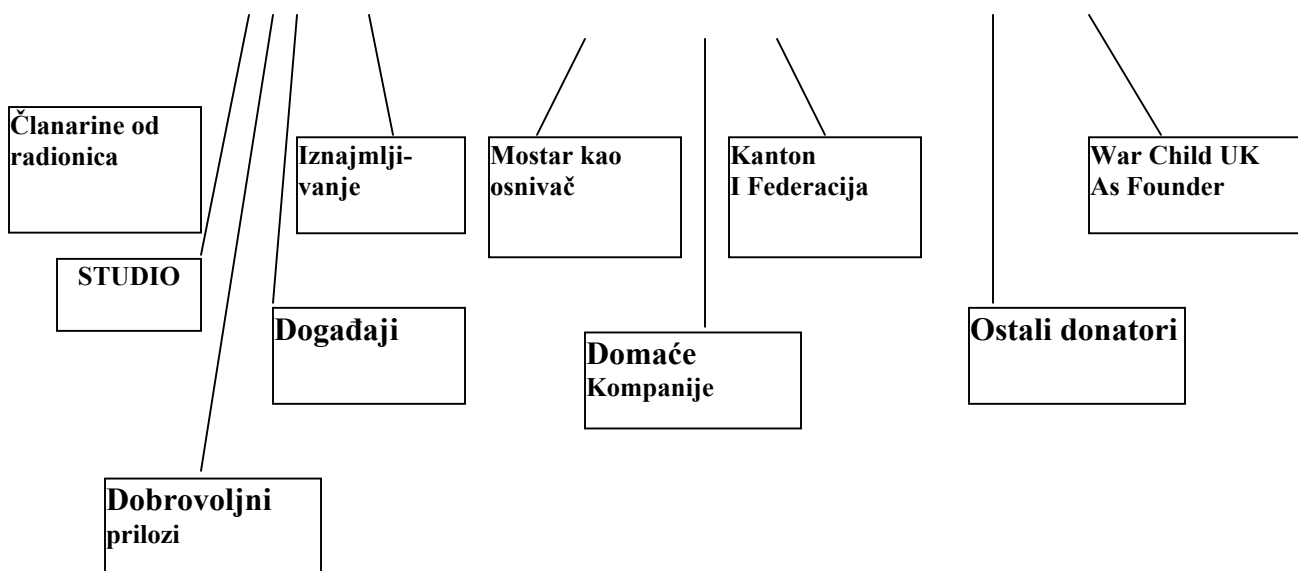 Članarine od
radionica
Iznajmlji-
vanje
Mostar kao
osnivač
Kanton
I Federacija
War Child UK
As Founder
STUDIO
Događaji
Domaće
Kompanije
Ostali donatori
Dobrovoljni
prilozi